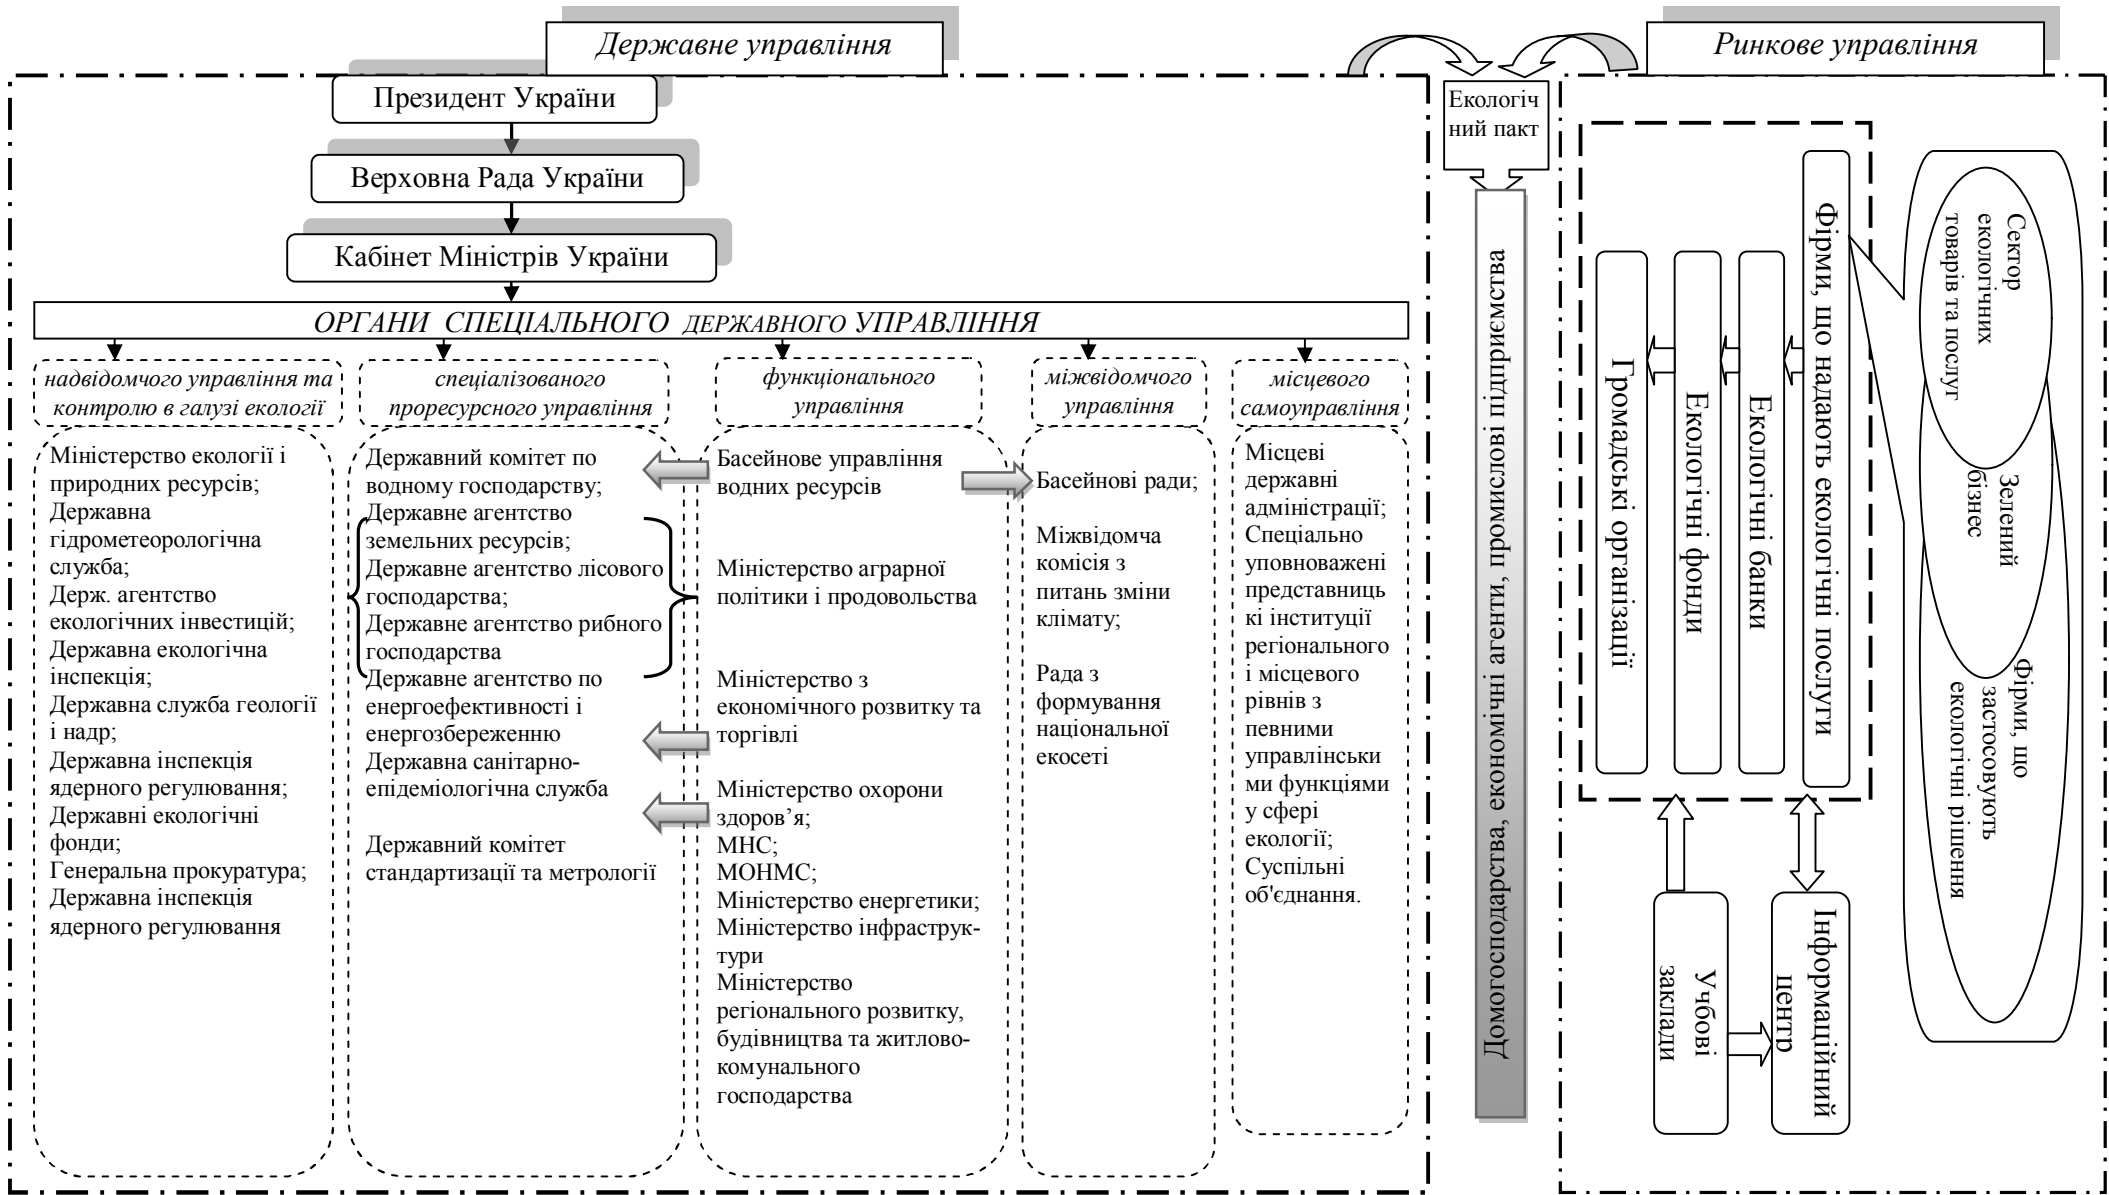 Державне управління
Президент України
Верховна Рада України
Кабінет Міністрів України
ОРГАНИ СПЕЦІАЛЬНОГО ДЕРЖАВНОГО УПРАВЛІННЯ
надвідомчого управління та
контролю в галузі екології
Міністерство екології і
природних ресурсів;
Державна
гідрометеорологічна
служба;
Держ. агентство
екологічних інвестицій;
Державна екологічна
інспекція;
Державна служба геології
і надр;
Державна інспекція
ядерного регулювання;
Державні екологічні
фонди;
Генеральна прокуратура;
Державна інспекція
ядерного регулювання
спеціалізованого
проресурсного управління
Державний комітет по
водному господарству;
Державне агентство
земельних ресурсів;
Державне агентство лісового
господарства;
Державне агентство рибного
господарства
Державне агентство по
енергоефективності і
енергозбереженню
Державна санітарно-
епідеміологічна служба
Державний комітет
стандартизації та метрології
функціонального
управління
Басейнове управління
водних ресурсів
Міністерство аграрної
політики і продовольства
Міністерство з
економічного розвитку та
торгівлі
Міністерство охорони
здоров’я;
МНС;
МОНМС;
Міністерство енергетики;
Міністерство інфраструк-
тури
Міністерство
регіонального розвитку,
будівництва та житлово-
комунального
господарства
міжвідомчого
управління
Басейнові ради;
Міжвідомча
комісія з
питань зміни
клімату;
Рада з
формування
національної
екосеті
місцевого
самоуправління
Місцеві
державні
адміністрації;
Спеціально
уповноважені
представниць
кі інституції
регіонального
і місцевого
рівнів з
певними
управлінськи
ми функціями
у сфері
екології;
Суспільні
об'єднання.
Екологіч
ний пакт
Домогосподарства, економічні агенти, промислові підприємства
Ринкове управління
Громадські організації
Екологічні фонди
Екологічні банки
Фірми, що надають екологічні послуги
Сектор
екологічних
товарів та послуг
Зелений
бізнес
Фірми, що
застосовують
екологічні рішення
Учбові
заклади
Інформаційний
центр